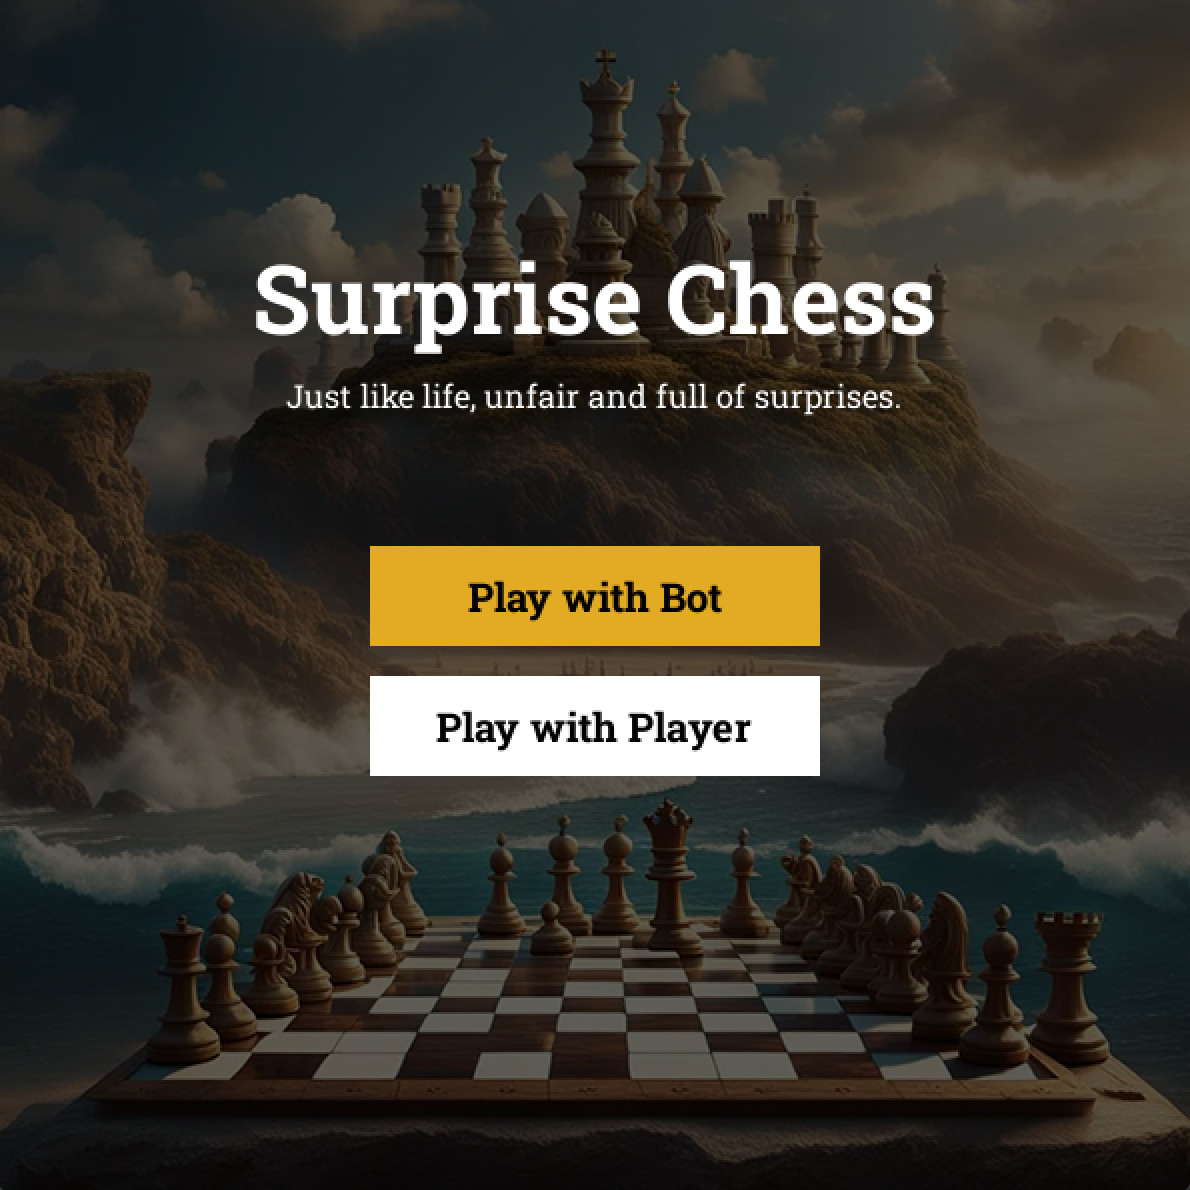 Surprise Chess
Just like life, unfair and full of surprises.
Play with Bot
Play with Player